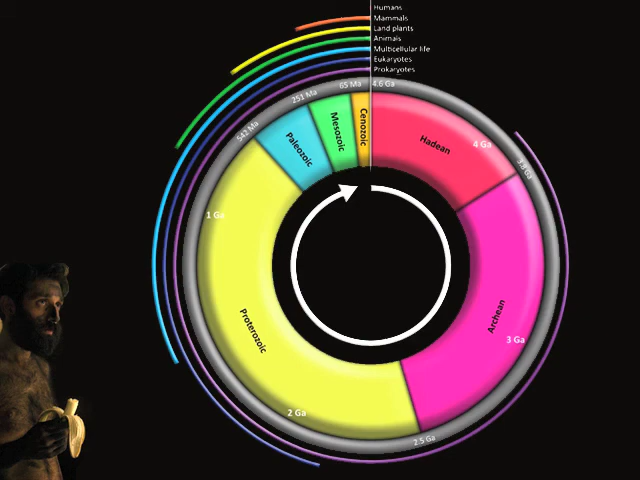 Humans
Mammals
Land plants
Animals
Multicellular life
Eukaryotes
Prokaryotes
4.6 Ga
Hadean
4 Ga
3.8 Ga
Archean
3 Ga
2.5 Ga
2 Ga
Proterozoic
1 Ga
542 Ma
Paleozoic
251 Ma
Mesozoic
65 Ma
Cenozoic